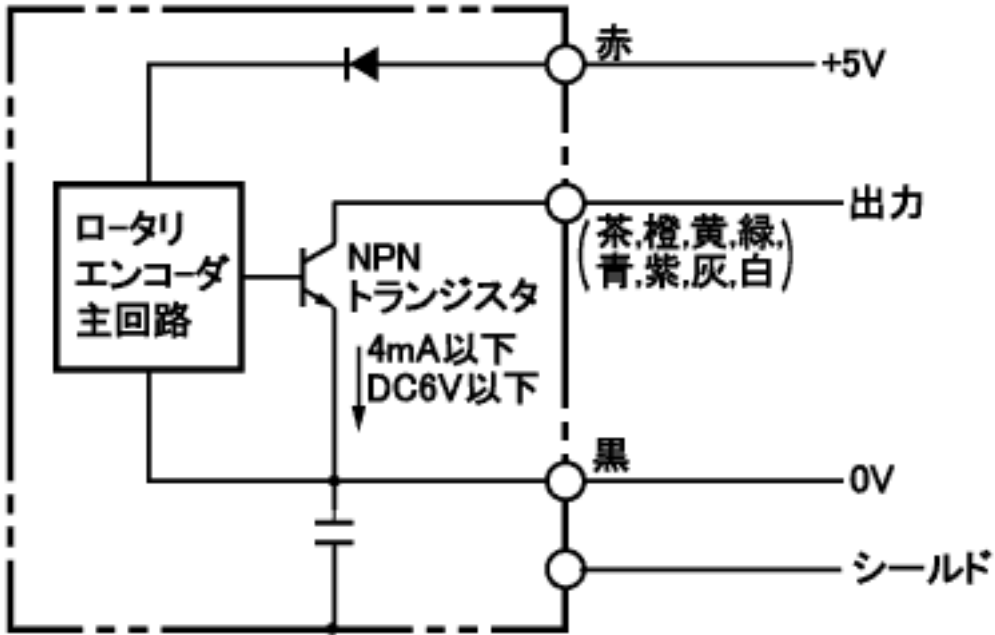 赤
+5V
ロータリ
エンコーダ
主回路
出力
(茶,橙,黄,緑,
青,紫,灰,白)
NPN
トランジスタ
4mA以下
DC6V以下
黒
0V
シールド